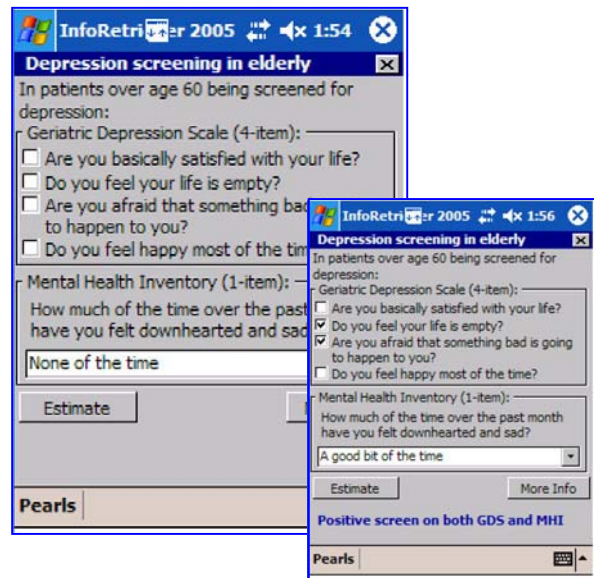 InfoRetri er 2005 1:54
Depression screening in elderly
In patients over age 60 being screened for
depression:
Geriatric Depression Scale (4-item):
Are you basically satisfied with your life?
Do you feel your life is empty?
Are you afraid that something bad
to happen to you?
Do you feel happy most of the tim
Mental Health Inventory (1-item):
How much of the time over the past
have you felt downhearted and sad
None of the time
Estimate
Pearls
InfoRetri er 2005 1:56
Depression screening in elderly
In patients over age 60 being screened for
depression:
Geriatric Depression Scale (4-item):
Are you basically satisfied with your life?
Do you feel your life is empty?
Are you afraid that something bad is going
to happen to you?
Do you feel happy most of the time?
Mental Health Inventory (1-item):
How much of the time over the past month
have you felt downhearted and sad?
A good bit of the time
Estimate More Info
Positive screen on both GDS and MHI
Pearls